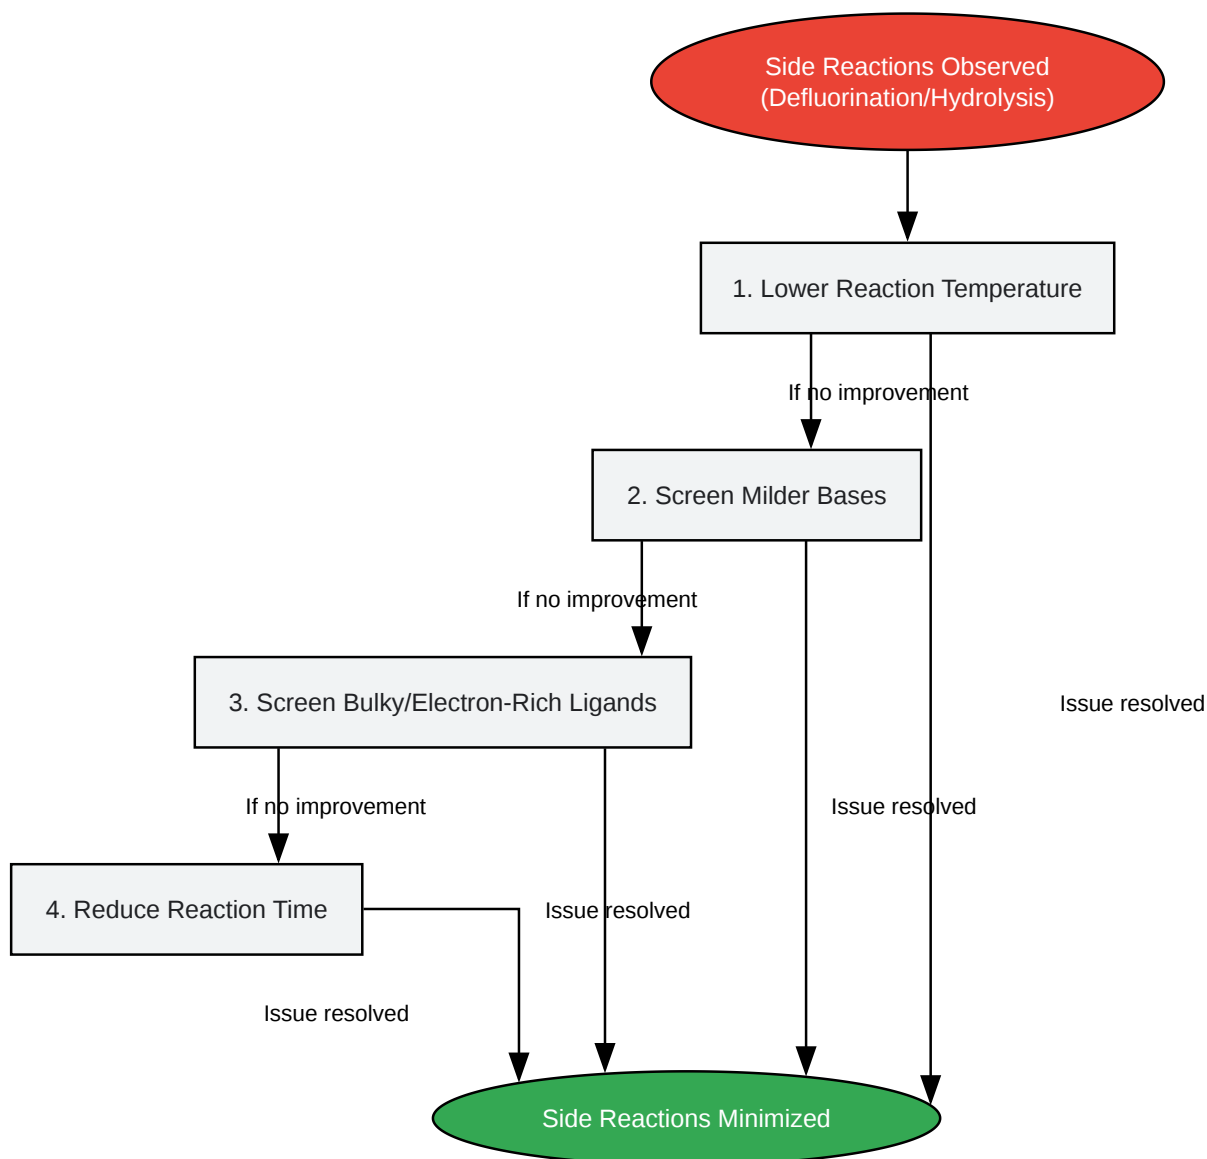 Side Reactions Observed
(Defluorination/Hydrolysis)
1. Lower Reaction Temperature
If no improvement
2. Screen Milder Bases
If no improvement
3. Screen Bulky/Electron-Rich Ligands
Issue resolved
If no improvement
Issue resolved
4. Reduce Reaction Time
Issue resolved
Issue resolved
Side Reactions Minimized